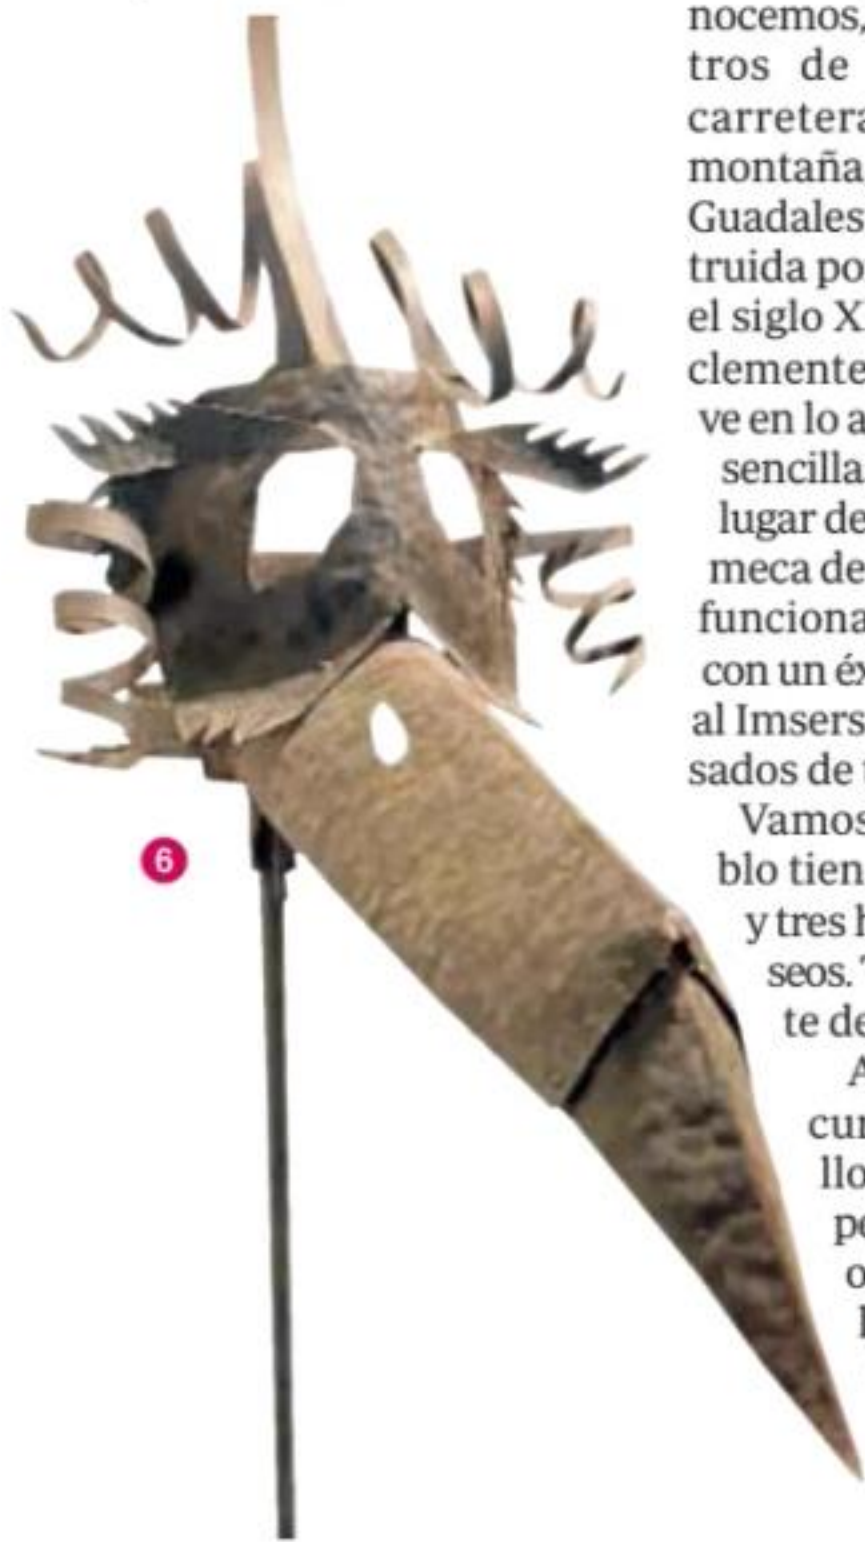 nocemos,
tros de
carretera
montaña
Guadales
truida po
el siglo X
clemente
ve en lo a
sencilla
lugar de
meca de
funciona
con un éx
al Imsers
sados de t
6
Vamos
blo tien
y tres h
seos. T
te de
A
cur
llo
pe
o
l